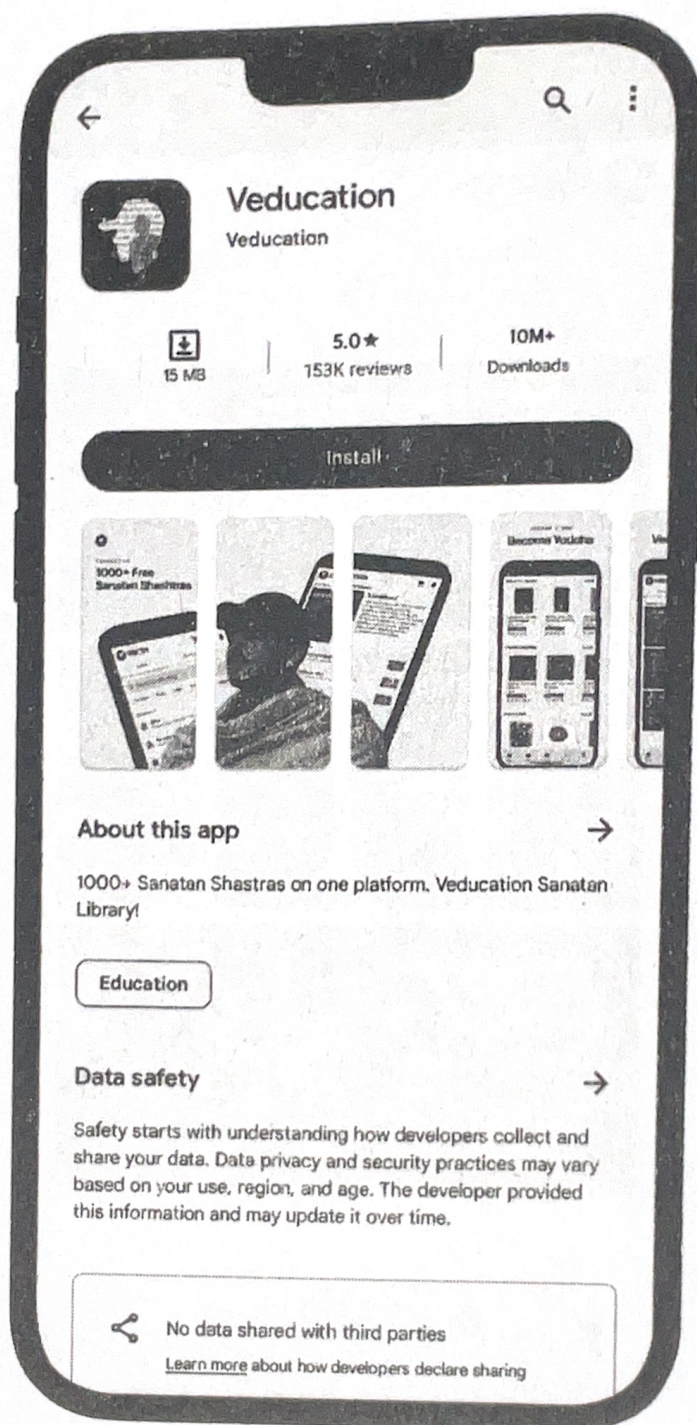 Veducation
Veducation
15 MB
5.0★
153K reviews
10M+
Downloads
Install
1000+ Free
Sanatan Shashtras
Become Yoddha
About this app
1000+ Sanatan Shastras on one platform. Veducation Sanatan
Library!
Education
Data safety
Safety starts with understanding how developers collect and
share your data. Data privacy and security practices may vary
based on your use, region, and age. The developer provided
this information and may update it over time.
No data shared with third parties
Learn more about how developers declare sharing